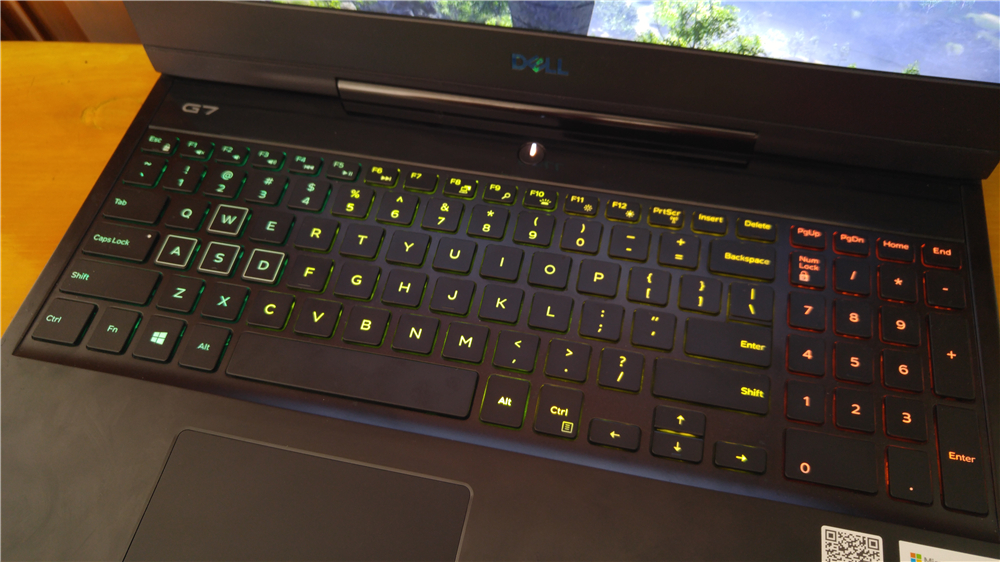 DELL
G7
Esc F1 F2 F3 F4 F5 F6 F7 F8 F9 F10 F11 F12 PrtScr Insert Delete PgUp PgDn Home End
~ ! @ # $ % ^ & * ( ) _ +
` 1 2 3 4 5 6 7 8 9 0 - = Backspace Num Lock / * -
Tab Q W E R T Y U I O P { [ } ] | \ 7 8 9 +
Caps Lock A S D F G H J K L : ; " ' Enter 4 5 6
Shift Z X C V B N M < , > . ? / Shift 1 2 3 Enter
Ctrl Fn Alt Alt Ctrl ← ↑ ↓ → 0 .